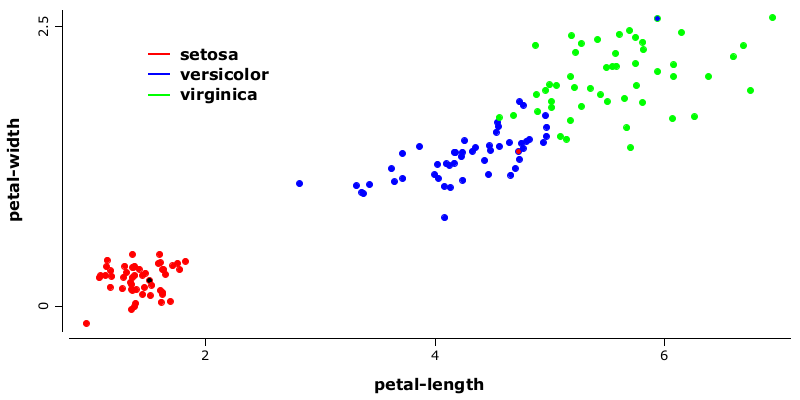 2.5
setosa
versicolor
virginica
petal-width
0
2 4 6
petal-length